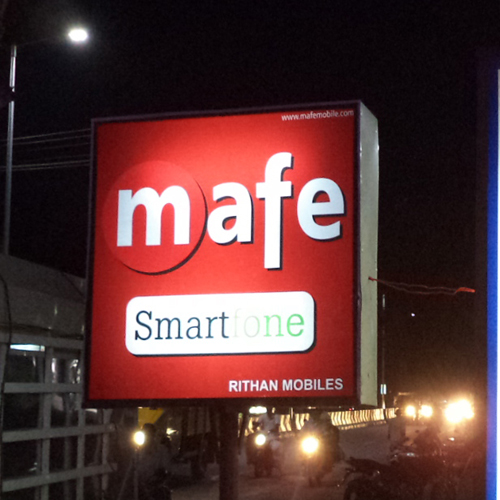 www.mafemobile.com
mafe
Smartfone
RITHAN MOBILES